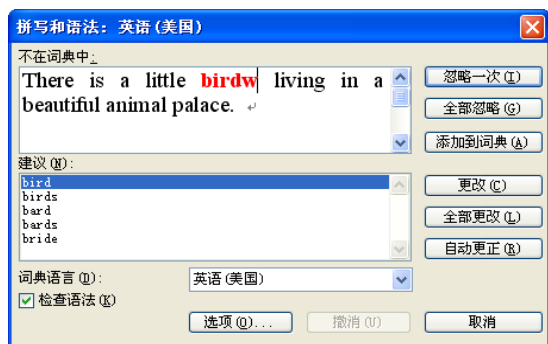 拼写和语法: 英语(美国)
不在词典中:
There is a little birdw living in a
忽略一次(I)
beautiful animal palace. ↵
全部忽略(G)
添加到词典(A)
建议(N):
bird
更改(C)
birds
bard
全部更改(L)
bards
bride
自动更正(R)
词典语言(D):
英语(美国)
检查语法(K)
选项(O)...
撤消(U)
取消